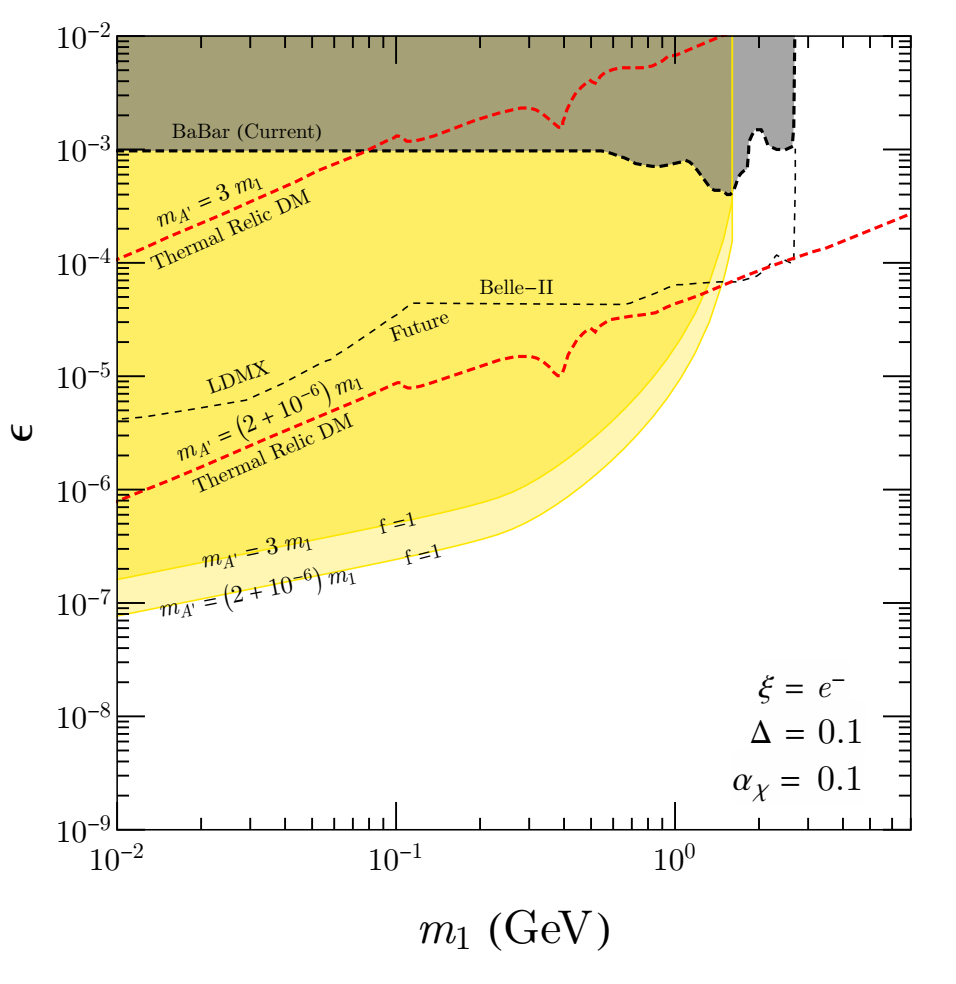 10⁻²
10⁻³
10⁻⁴
10⁻⁵
10⁻⁶
10⁻⁷
10⁻⁸
10⁻⁹
ϵ
BaBar (Current)
m_A' = 3 m₁
Thermal Relic DM
Belle−II
Future
LDMX
m_A' = (2 + 10⁻⁶) m₁
Thermal Relic DM
m_A' = 3 m₁ f =1
m_A' = (2 + 10⁻⁶) m₁ f =1
ξ = e⁻
Δ = 0.1
α_χ = 0.1
10⁻² 10⁻¹ 10⁰
m₁ (GeV)